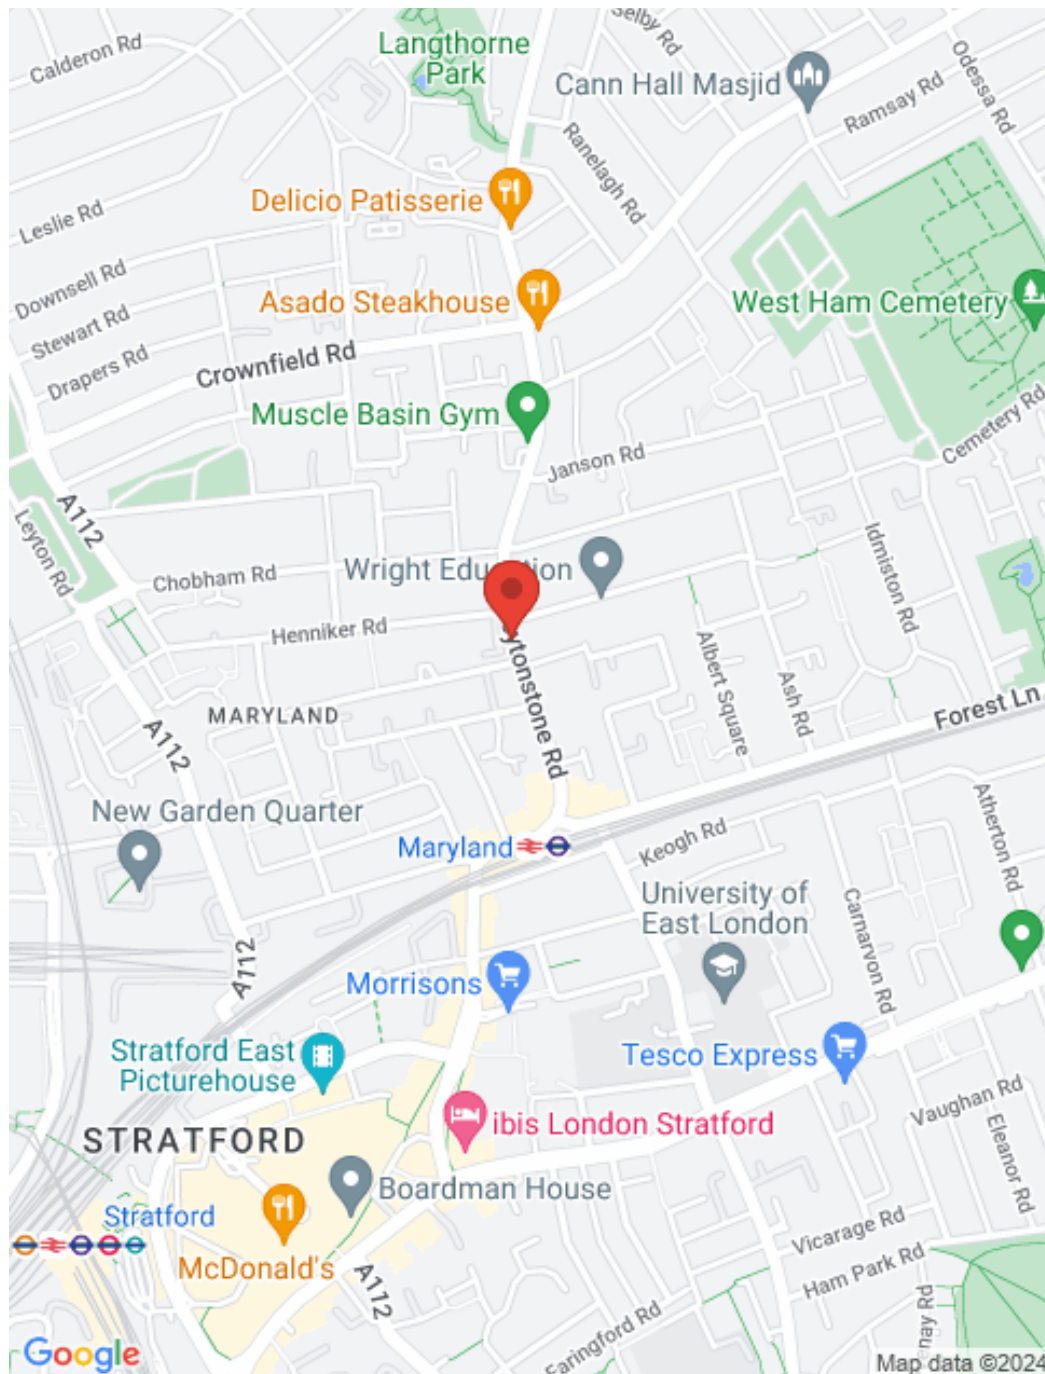 Langthorne
Park
Selby Rd
Calderon Rd
Cann Hall Masjid
Odessa Rd
Ramsay Rd
Ranelagh Rd
Delicio Patisserie
Leslie Rd
Downsell Rd
Asado Steakhouse
West Ham Cemetery
Stewart Rd
Drapers Rd
Crownfield Rd
Muscle Basin Gym
Cemetery Rd
Janson Rd
A112
Leyton Rd
Idmiston Rd
Chobham Rd
Wright Education
Henniker Rd
ytonstone Rd
Albert Square
Ash Rd
MARYLAND
A112
Forest Ln
New Garden Quarter
Atherton Rd
Maryland
Keogh Rd
University of
East London
Carnarvon Rd
A112
Morrisons
Stratford East
Picturehouse
Tesco Express
Vaughan Rd
ibis London Stratford
Eleanor Rd
STRATFORD
Boardman House
Stratford
Vicarage Rd
McDonald's
Ham Park Rd
A112
enay Rd
Faringford Rd
Google
Map data ©2024